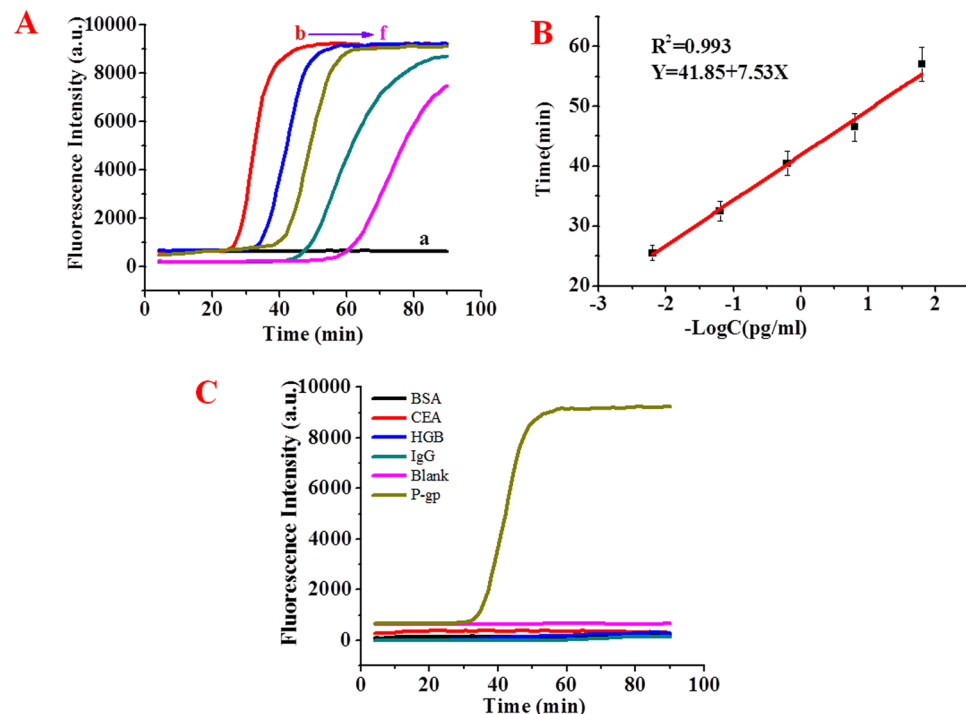 A
b f
a
Fluorescence Intensity (a.u.)
10000
8000
6000
4000
2000
0
0 20 40 60 80 100
Time (min)
B
R²=0.993
Y=41.85+7.53X
Time(min)
60
50
40
30
20
-3 -2 -1 0 1 2
-LogC(pg/ml)
C
BSA
CEA
HGB
IgG
Blank
P-gp
Fluorescence Intensity (a.u.)
10000
8000
6000
4000
2000
0
0 20 40 60 80 100
Time (min)